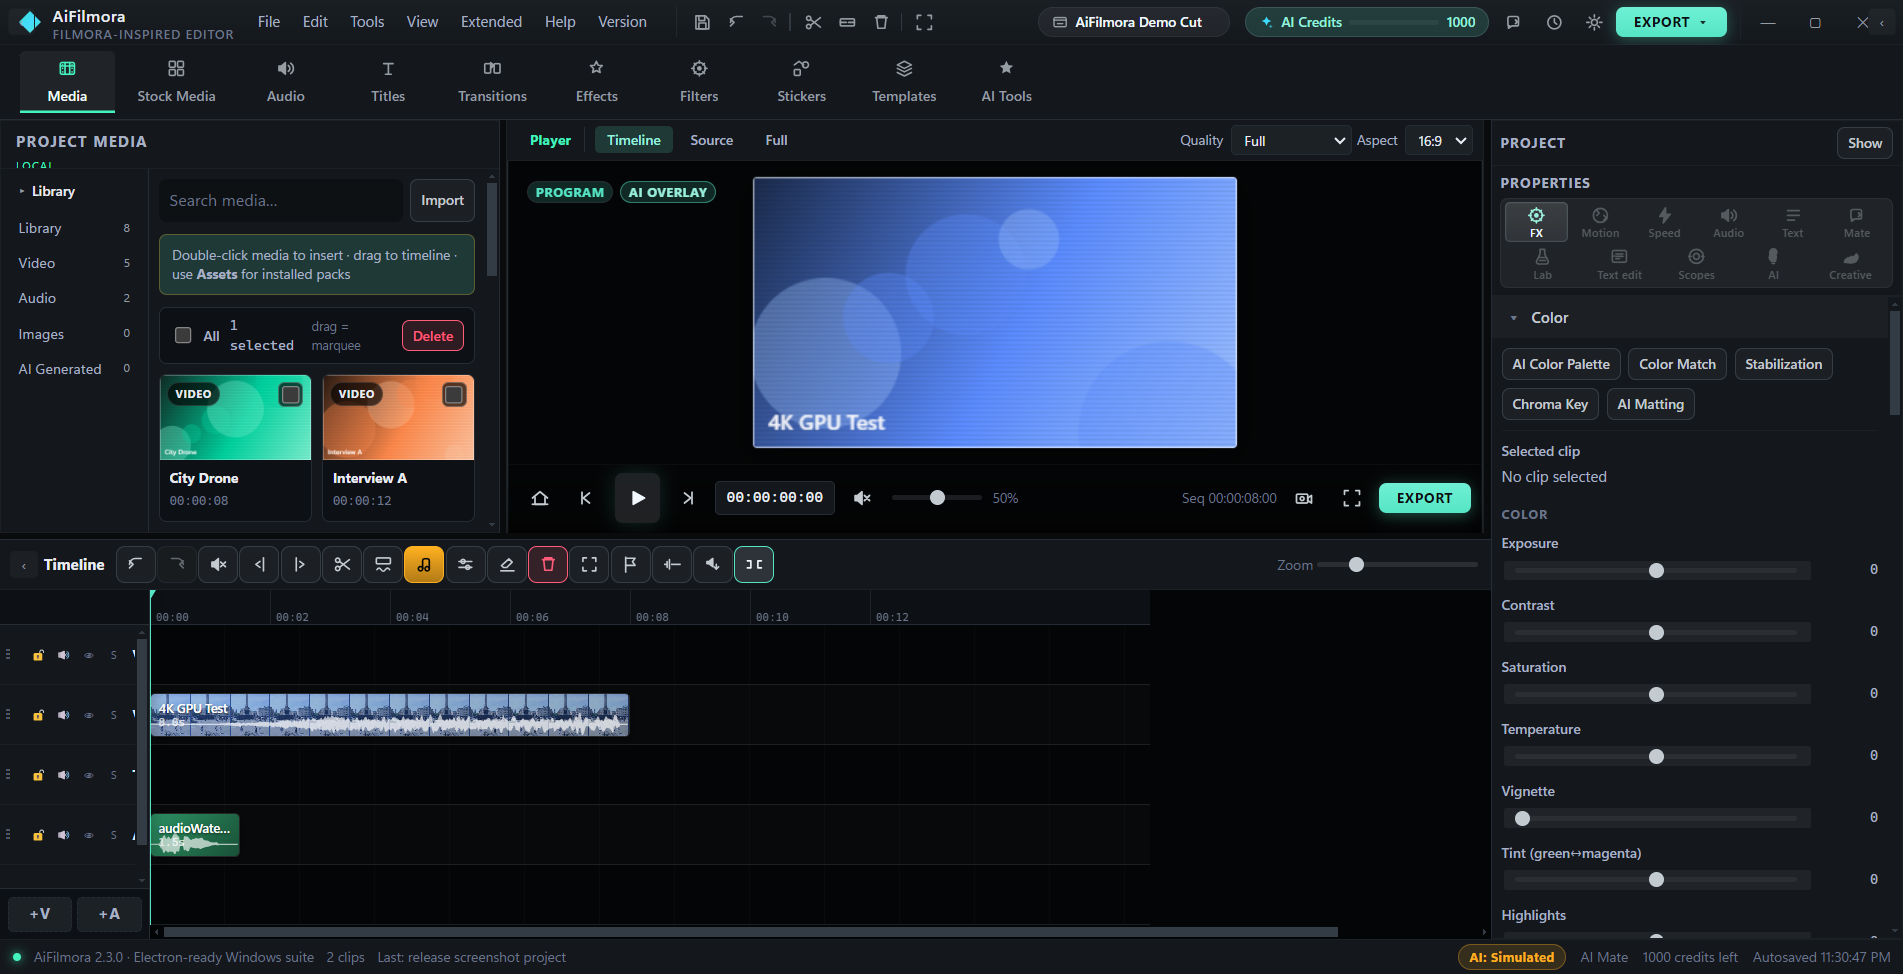 AiFilmora
FILMORA-INSPIRED EDITOR
File Edit Tools View Extended Help Version
AiFilmora Demo Cut
AI Credits 1000
EXPORT
Media Stock Media Audio Titles Transitions Effects Filters Stickers Templates AI Tools
PROJECT MEDIA
LOCAL
Library
Library 8
Video 5
Audio 2
Images 0
AI Generated 0
Search media...
Import
Double-click media to insert · drag to timeline ·
use Assets for installed packs
All
1
selected
drag =
marquee
Delete
VIDEO
City Drone
City Drone
00:00:08
VIDEO
Interview A
Interview A
00:00:12
Player Timeline Source Full
Quality Full Aspect 16:9
PROGRAM AI OVERLAY
4K GPU Test
00:00:00:00
50%
Seq 00:00:08:00
EXPORT
PROJECT
Show
PROPERTIES
FX Motion Speed Audio Text Mate
Lab Text edit Scopes AI Creative
Color
AI Color Palette Color Match Stabilization
Chroma Key AI Matting
Selected clip
No clip selected
COLOR
Exposure
0
Contrast
0
Saturation
0
Temperature
0
Vignette
0
Tint (green↔magenta)
0
Highlights
Timeline
Zoom
00:00 00:02 00:04 00:06 00:08 00:10 00:12
S
S
4K GPU Test
8.0s
S
S
audioWate...
1.5s
+V +A
AiFilmora 2.3.0 · Electron-ready Windows suite 2 clips Last: release screenshot project
AI: Simulated AI Mate 1000 credits left Autosaved 11:30:47 PM